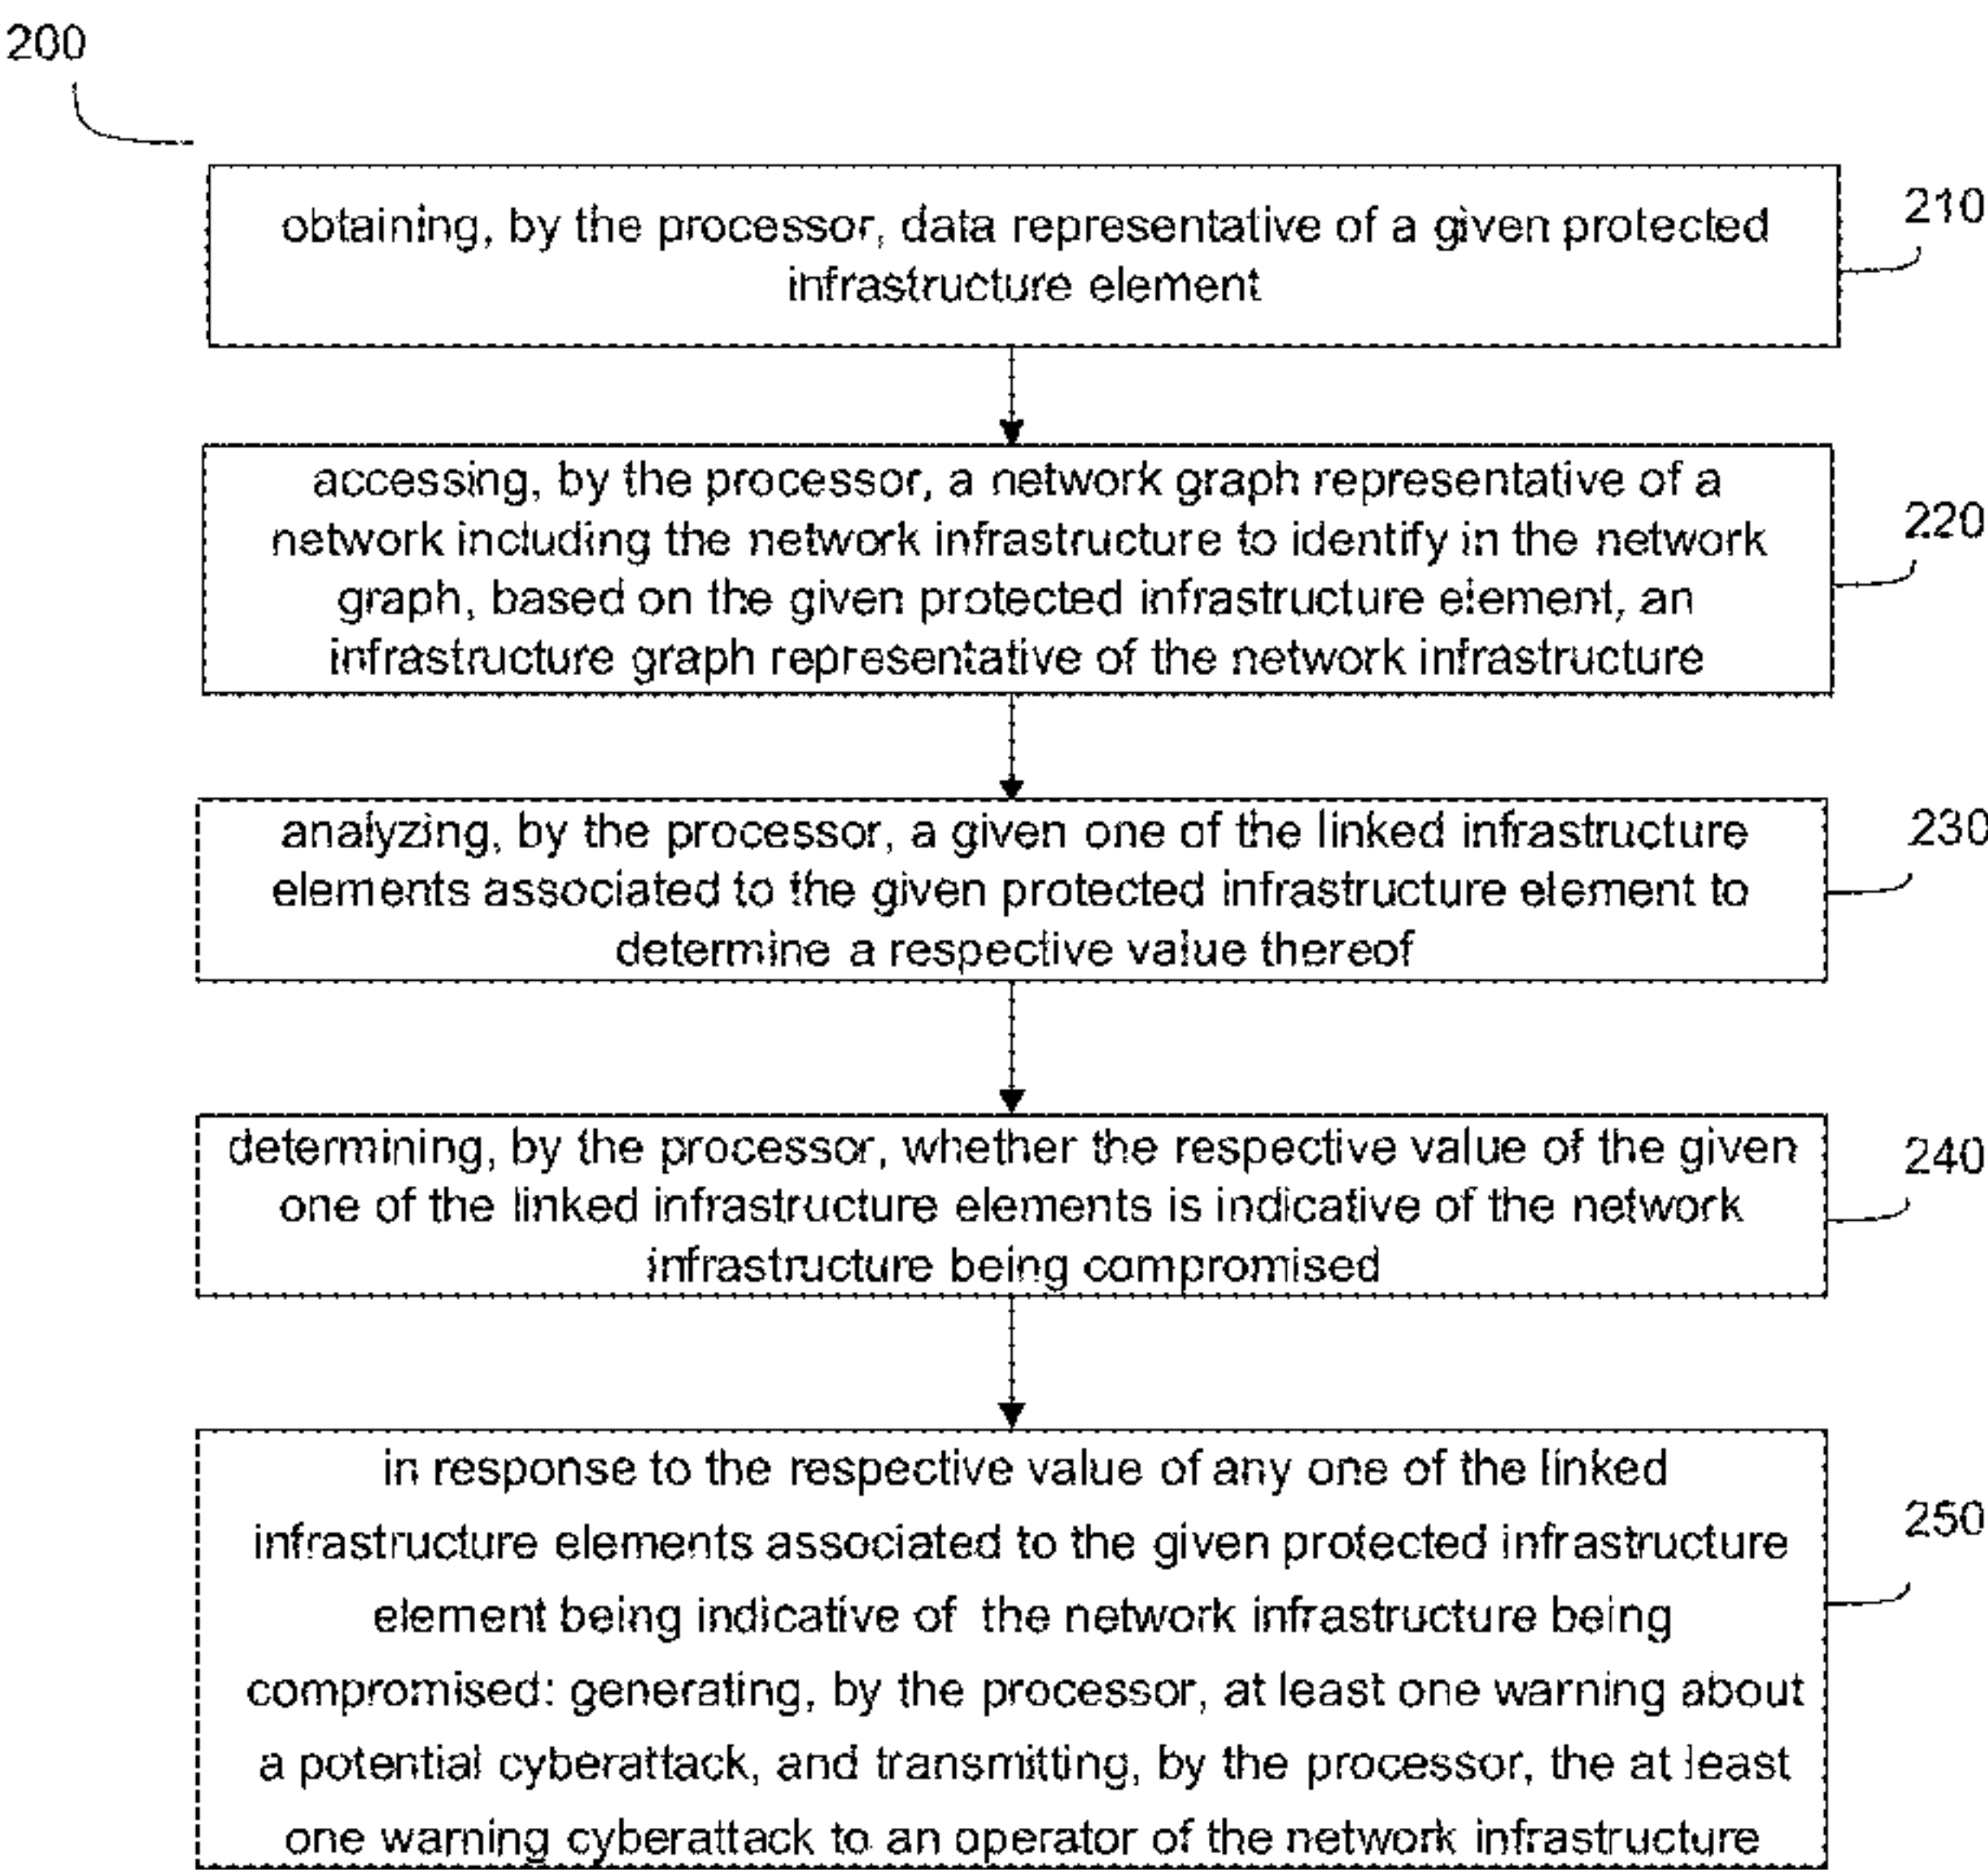 200
obtaining, by the processor, data representative of a given protected
infrastructure element
210
accessing, by the processor, a network graph representative of a
network including the network infrastructure to identify in the network
graph, based on the given protected infrastructure element, an
infrastructure graph representative of the network infrastructure
220
analyzing, by the processor, a given one of the linked infrastructure
elements associated to the given protected infrastructure element to
determine a respective value thereof
230
determining, by the processor, whether the respective value of the given
one of the linked infrastructure elements is indicative of the network
infrastructure being compromised
240
in response to the respective value of any one of the linked
infrastructure elements associated to the given protected infrastructure
element being indicative of the network infrastructure being
compromised: generating, by the processor, at least one warning about
a potential cyberattack, and transmitting, by the processor, the at least
one warning cyberattack to an operator of the network infrastructure
250